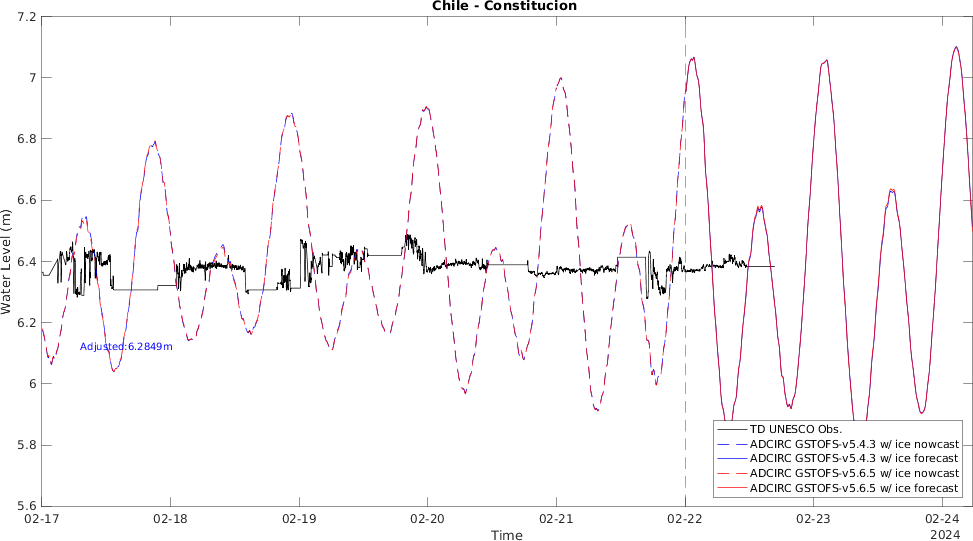 Chile - Constitucion
7.2
7
6.8
6.6
6.4
6.2
6
5.8
5.6
Water Level (m)
Adjusted:6.2849m
TD UNESCO Obs.
ADCIRC GSTOFS-v5.4.3 w/ ice nowcast
ADCIRC GSTOFS-v5.4.3 w/ ice forecast
ADCIRC GSTOFS-v5.6.5 w/ ice nowcast
ADCIRC GSTOFS-v5.6.5 w/ ice forecast
02-17 02-18 02-19 02-20 02-21 02-22 02-23 02-24
Time
2024